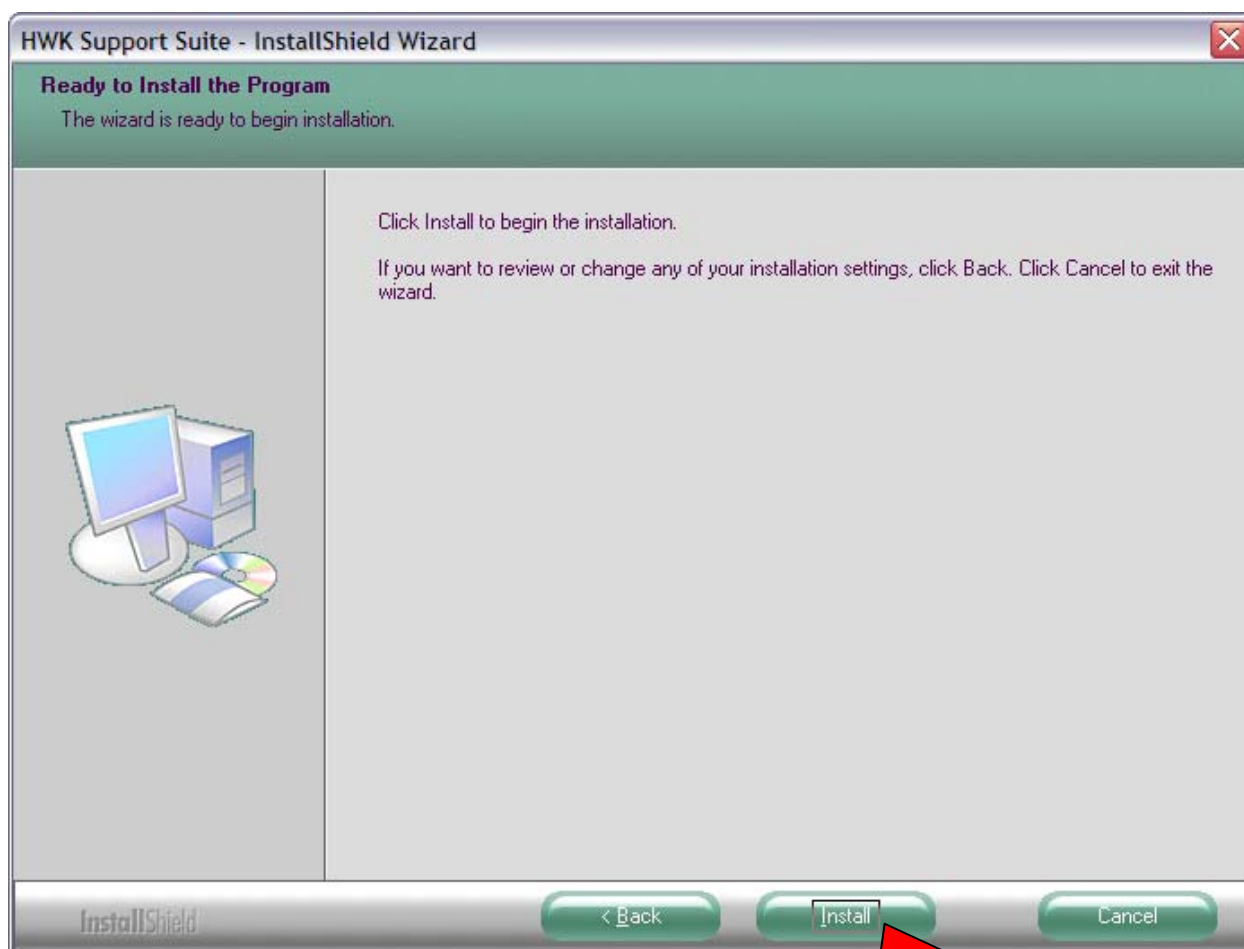 HWK Support Suite - InstallShield Wizard
Ready to Install the Program
The wizard is ready to begin installation.
Click Install to begin the installation.
If you want to review or change any of your installation settings, click Back. Click Cancel to exit the
wizard.
InstallShield
< Back
Install
Cancel